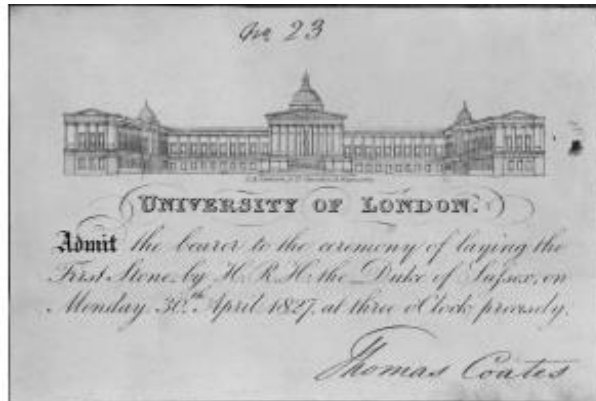 No. 23
UNIVERSITY OF LONDON.
Admit the bearer to the ceremony of laying the
First Stone, by H.R.H. the Duke of Sussex, on
Monday 30th April 1827, at three o'Clock precisely.
Thomas Coates